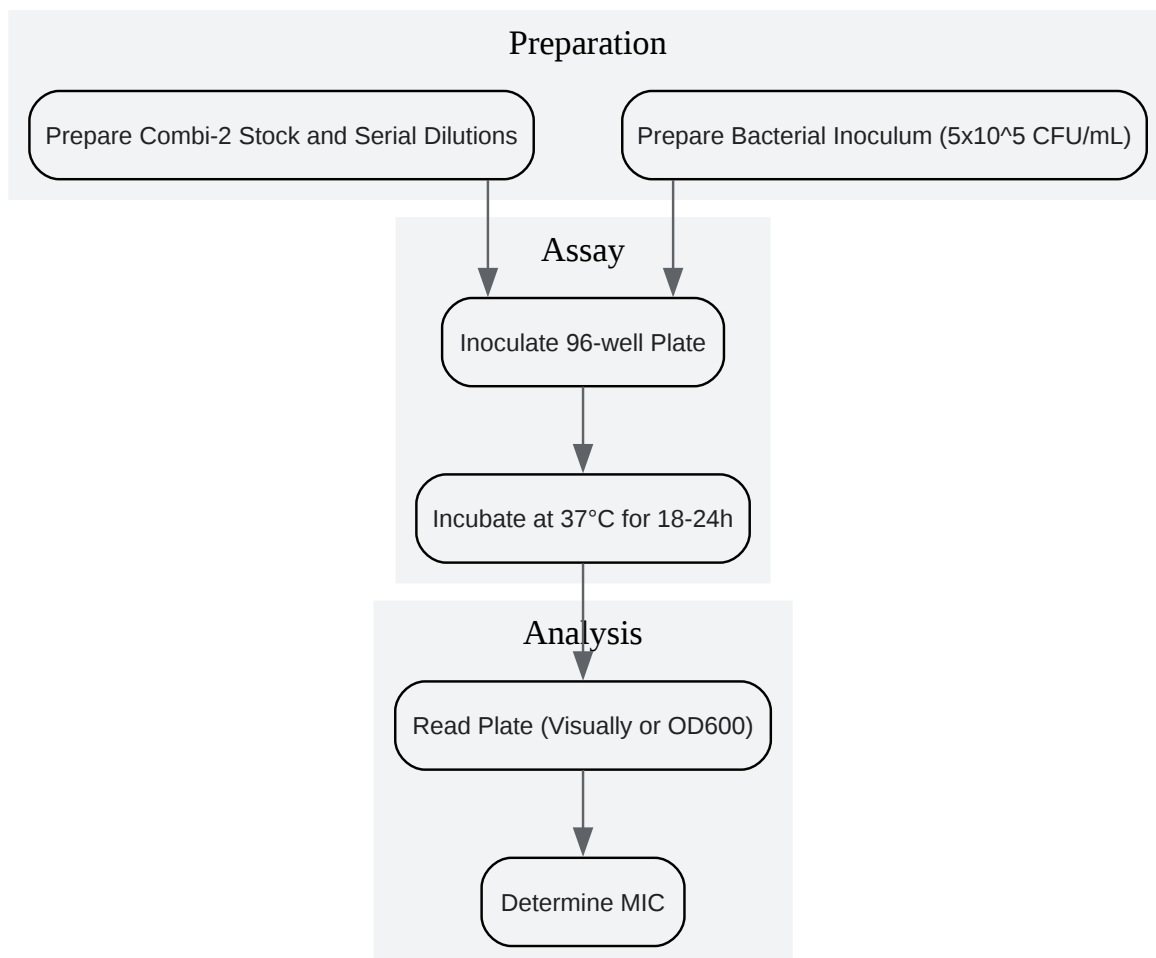 Preparation
Prepare Combi-2 Stock and Serial Dilutions
Prepare Bacterial Inoculum (5x10^5 CFU/mL)
Assay
Inoculate 96-well Plate
Incubate at 37°C for 18-24h
Analysis
Read Plate (Visually or OD600)
Determine MIC